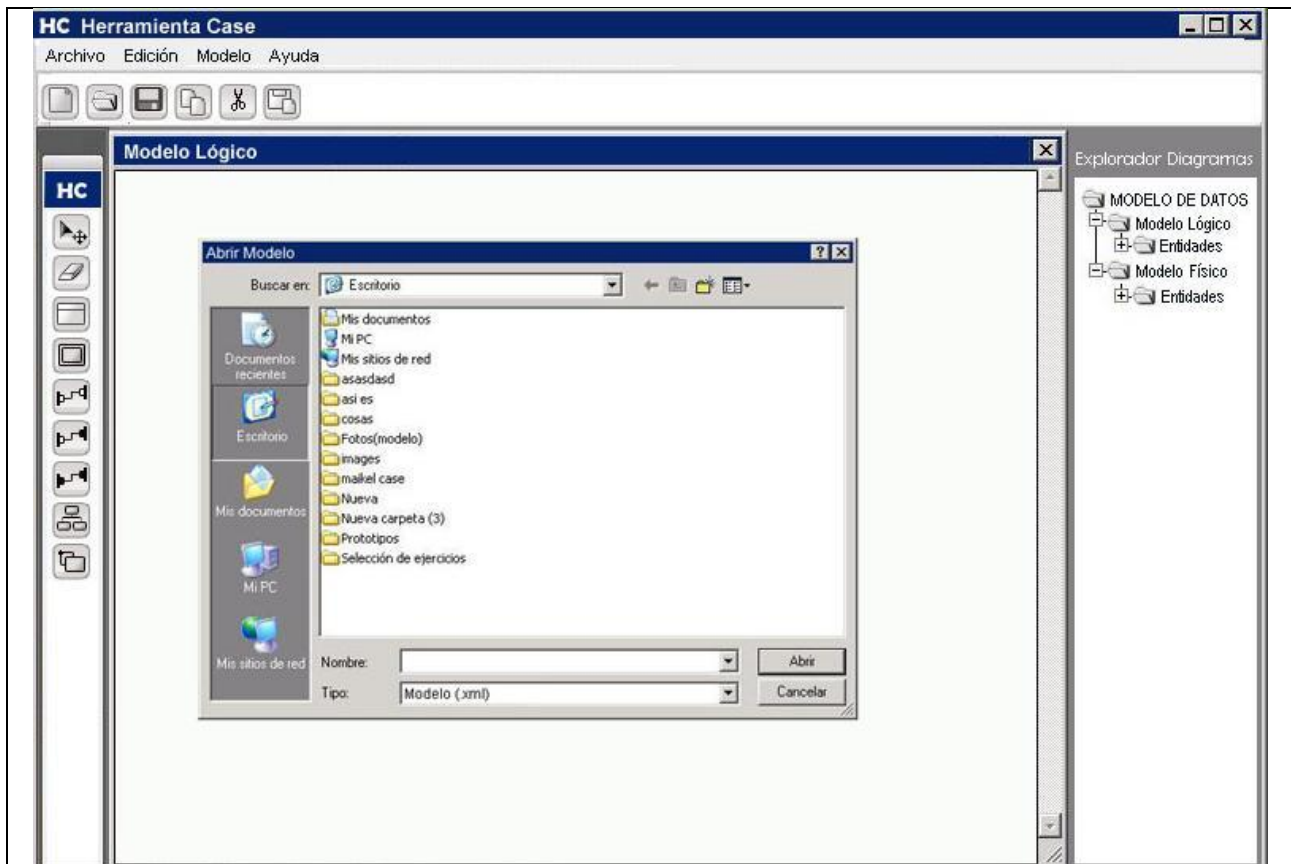 HC Herramienta Case
Archivo Edición Modelo Ayuda
Modelo Lógico
Explorador Diagramas
HC
MODELO DE DATOS
Modelo Lógico
Entidades
Modelo Físico
Entidades
Abrir Modelo
Buscar en: Escritorio
Documentos recientes
Escritorio
Mis documentos
Mi PC
Mis sitios de red
Mis documentos
Mi PC
Mis sitios de red
asasdasd
asi es
cosas
Fotos(modelo)
images
maikel case
Nueva
Nueva carpeta (3)
Prototipos
Selección de ejercicios
Nombre:
Abrir
Tipo: Modelo (.xml)
Cancelar